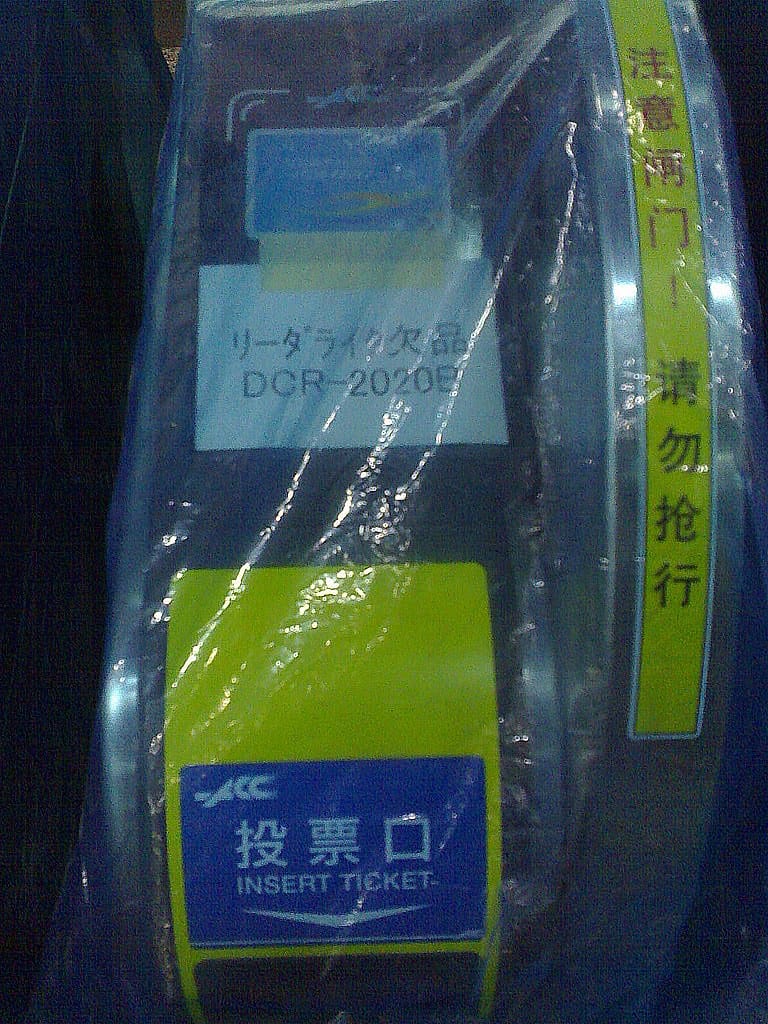 リーダライタ欠品
DCR-2020B
注意闸门！请勿抢行
ACC
投票口
INSERT TICKET